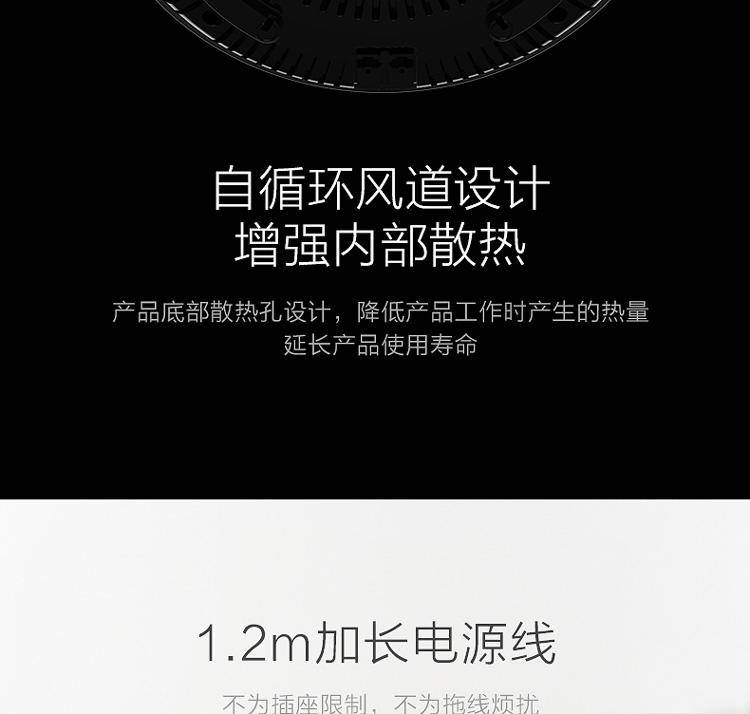 自循环风道设计
增强内部散热
产品底部散热孔设计，降低产品工作时产生的热量
延长产品使用寿命
1.2m加长电源线
不为插座限制，不为拖线烦扰